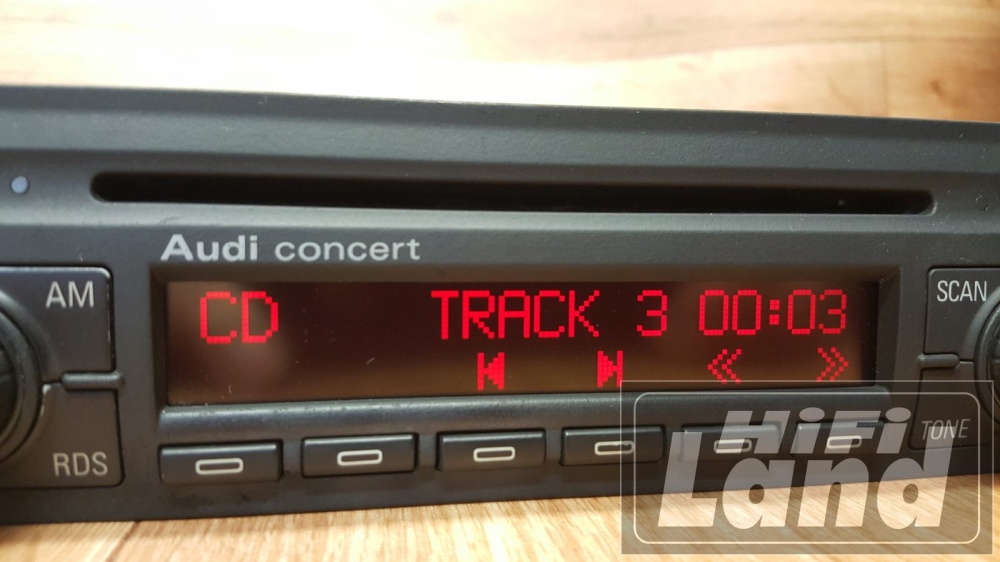 Audi concert
AM
SCAN
CD TRACK 3 00:03
RDS
TONE
HiFi
Land